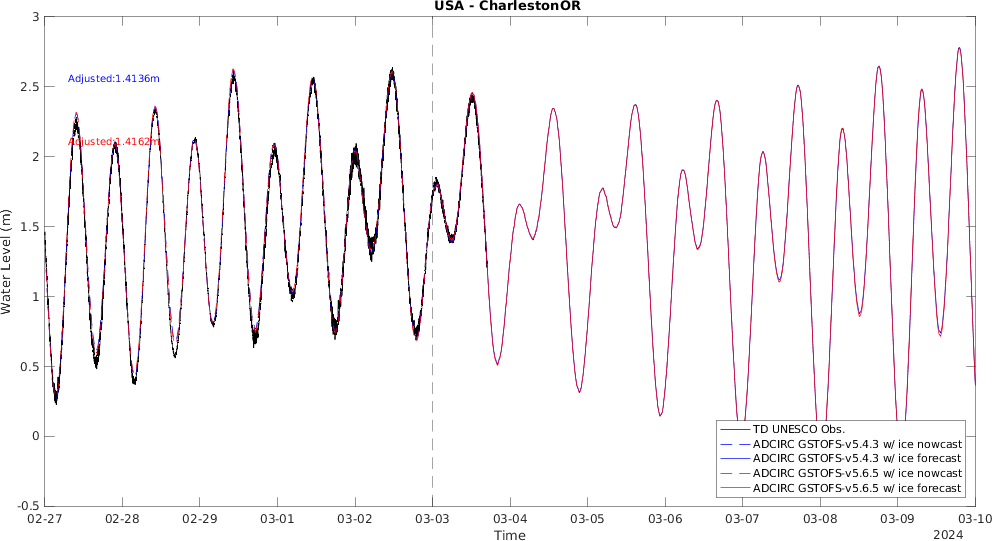 USA - CharlestonOR
3
2.5
2
1.5
1
0.5
0
-0.5
Water Level (m)
Adjusted:1.4136m
Adjusted:1.4162m
TD UNESCO Obs.
ADCIRC GSTOFS-v5.4.3 w/ ice nowcast
ADCIRC GSTOFS-v5.4.3 w/ ice forecast
ADCIRC GSTOFS-v5.6.5 w/ ice nowcast
ADCIRC GSTOFS-v5.6.5 w/ ice forecast
02-27 02-28 02-29 03-01 03-02 03-03 03-04 03-05 03-06 03-07 03-08 03-09 03-10
Time
2024